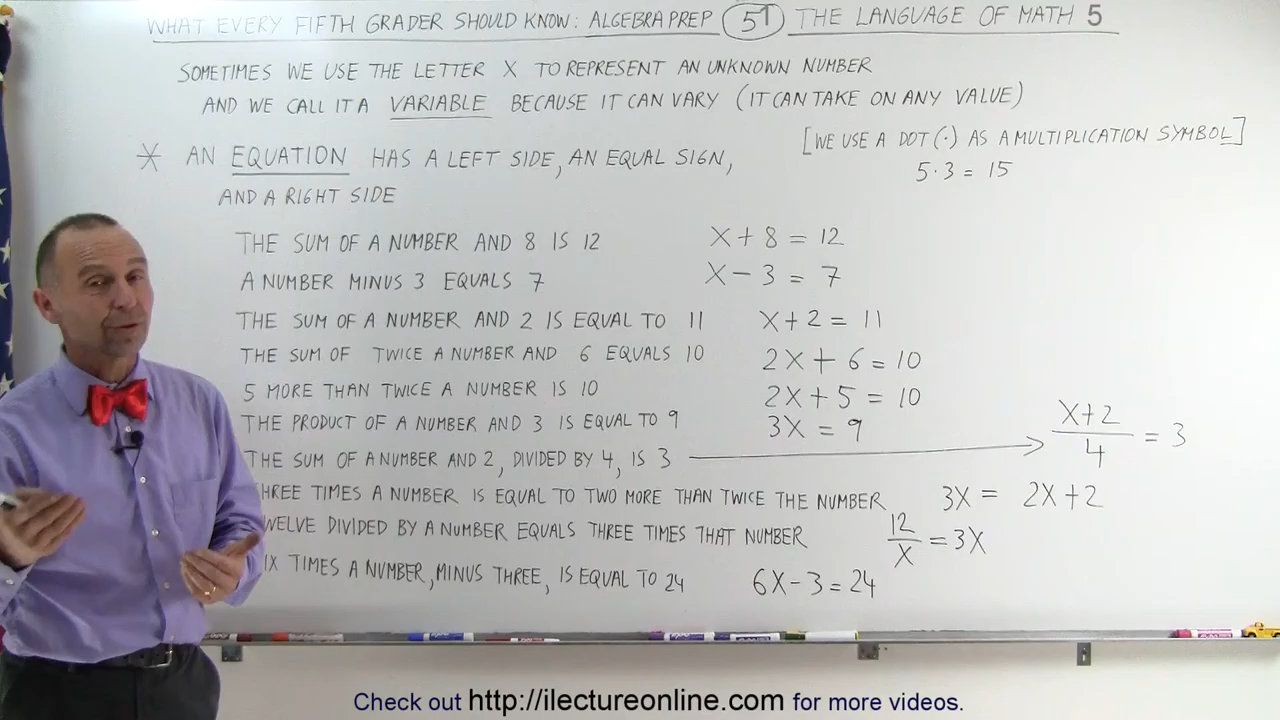 WHAT EVERY FIFTH GRADER SHOULD KNOW: ALGEBRA PREP 51 THE LANGUAGE OF MATH 5
SOMETIMES WE USE THE LETTER X TO REPRESENT AN UNKNOWN NUMBER
AND WE CALL IT A VARIABLE BECAUSE IT CAN VARY (IT CAN TAKE ON ANY VALUE)
[WE USE A DOT (·) AS A MULTIPLICATION SYMBOL]
5·3 = 15
* AN EQUATION HAS A LEFT SIDE, AN EQUAL SIGN,
AND A RIGHT SIDE
THE SUM OF A NUMBER AND 8 IS 12 X+8 = 12
A NUMBER MINUS 3 EQUALS 7 X-3 = 7
THE SUM OF A NUMBER AND 2 IS EQUAL TO 11 X+2 = 11
THE SUM OF TWICE A NUMBER AND 6 EQUALS 10 2X+6=10
5 MORE THAN TWICE A NUMBER IS 10 2X+5 = 10
THE PRODUCT OF A NUMBER AND 3 IS EQUAL TO 9 3X = 9
THE SUM OF A NUMBER AND 2, DIVIDED BY 4, IS 3 → X+2/4 = 3
THREE TIMES A NUMBER IS EQUAL TO TWO MORE THAN TWICE THE NUMBER 3X = 2X+2
WELVE DIVIDED BY A NUMBER EQUALS THREE TIMES THAT NUMBER 12/X = 3X
IX TIMES A NUMBER, MINUS THREE, IS EQUAL TO 24 6X-3=24
Check out http://ilectureonline.com for more videos.